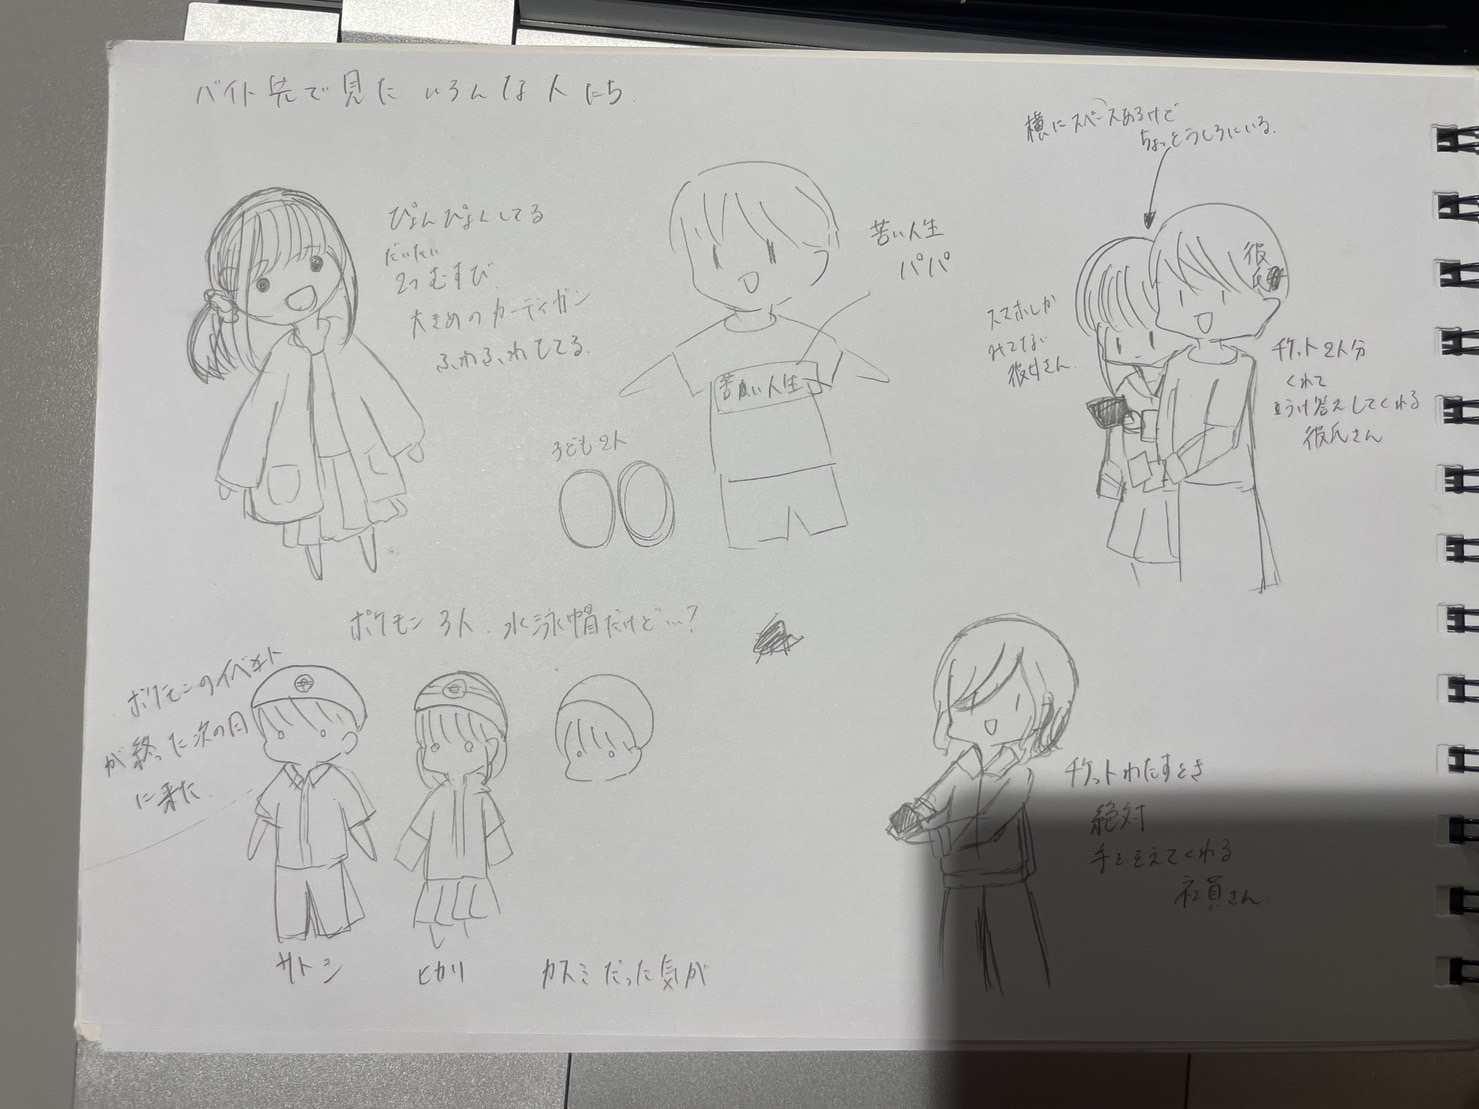 バイト先で見た いろんな人たち
ぴょんぴょんしてる
だいたい
2つむすび
大きめのカーディガン
ふわふわしてる
苦い人生
パパ
苦い人生
子ども2人
横にスペースあるけど
ちょっとうしろにいる
彼氏
スマホしか
みてない
彼女さん
チケット2人分
くれて
うけ答えしてくれる
彼氏さん
ポケモン3人. 水泳帽だけど…?
ポケモンのイベント
が終った次の日
に来た
サトシ
ヒカリ
カスミだった気が
チケットわたすとき
絶対
手をそえてくれる
社員さん